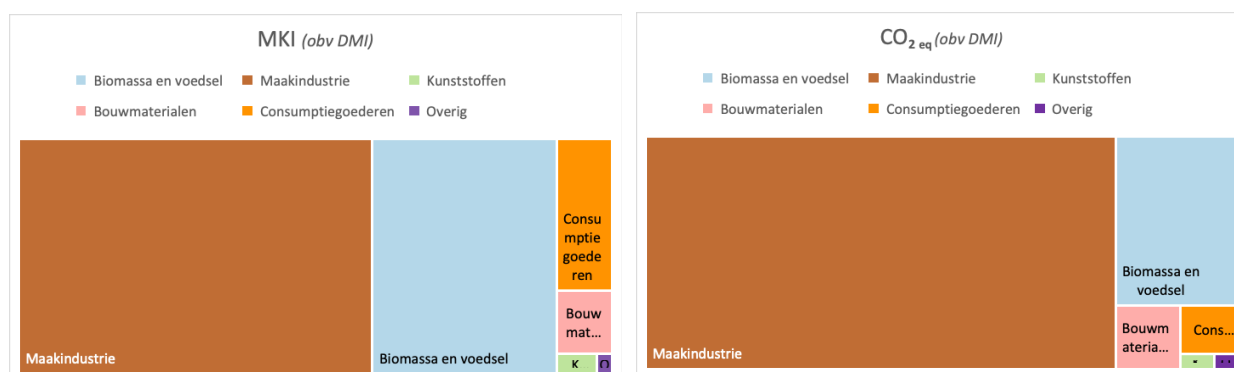 MKI (obv DMI)
Biomassa en voedsel
Maakindustrie
Kunststoffen
Bouwmaterialen
Consumptiegoederen
Overig
Maakindustrie
Biomassa en voedsel
Consu
mptie
goede
ren
Bouw
mat...
K
CO2 eq (obv DMI)
Biomassa en voedsel
Maakindustrie
Kunststoffen
Bouwmaterialen
Consumptiegoederen
Overig
Maakindustrie
Biomassa en
voedsel
Bouwm
ateria...
Cons...